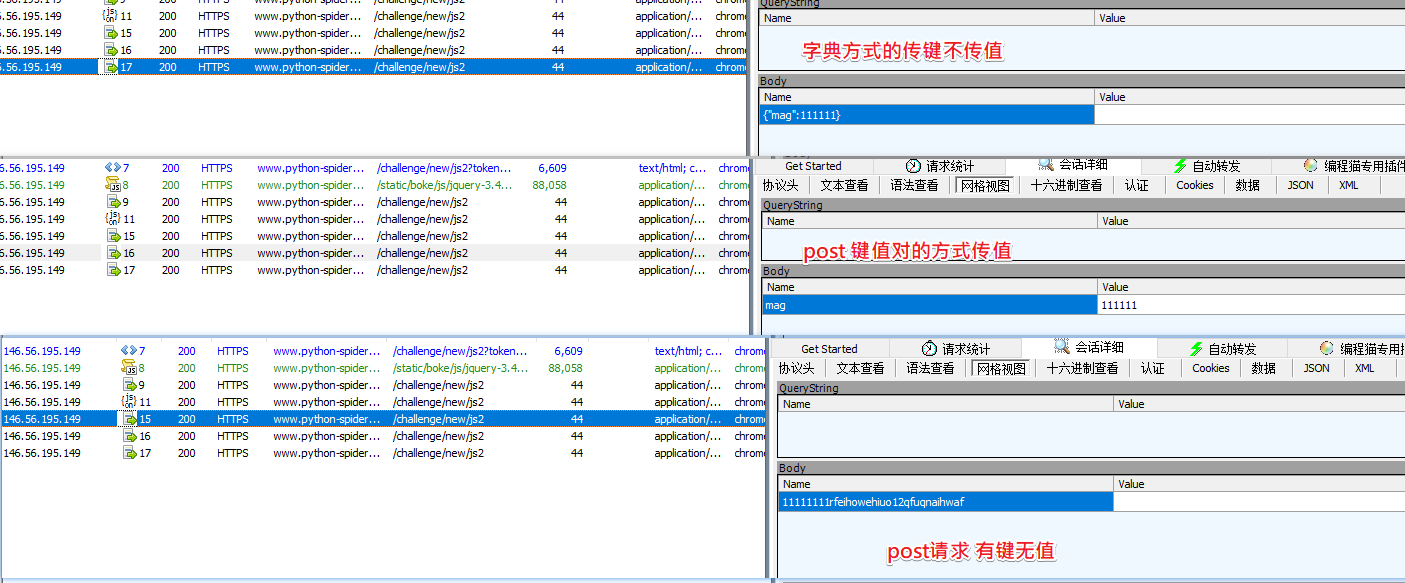 5.56.195.149 9 200 HTTPS www.python-spider... /challenge/new/js2 44 application/... chrome
QueryString
5.56.195.149 11 200 HTTPS www.python-spider... /challenge/new/js2 44 application/... chrome
Name Value
5.56.195.149 15 200 HTTPS www.python-spider... /challenge/new/js2 44 application/... chrome
5.56.195.149 16 200 HTTPS www.python-spider... /challenge/new/js2 44 application/... chrome
字典方式的传键不传值
5.56.195.149 17 200 HTTPS www.python-spider... /challenge/new/js2 44 application/... chrome
Body
Name Value
{"mag":111111}
6.56.195.149 7 200 HTTPS www.python-spider... /challenge/new/js2?token... 6,609 text/html; c... chrome
Get Started 请求统计 会话详细 自动转发 编程猫专用插件
6.56.195.149 8 200 HTTPS www.python-spider... /static/boke/js/jquery-3.4... 88,058 application/... chrome
协议头 文本查看 语法查看 网格视图 十六进制查看 认证 Cookies 数据 JSON XML
6.56.195.149 9 200 HTTPS www.python-spider... /challenge/new/js2 44 application/... chrome
QueryString
6.56.195.149 11 200 HTTPS www.python-spider... /challenge/new/js2 44 application/... chrome
Name Value
6.56.195.149 15 200 HTTPS www.python-spider... /challenge/new/js2 44 application/... chrome
6.56.195.149 16 200 HTTPS www.python-spider... /challenge/new/js2 44 application/... chrome
post 键值对的方式传值
6.56.195.149 17 200 HTTPS www.python-spider... /challenge/new/js2 44 application/... chrome
Body
Name Value
mag 111111
146.56.195.149 7 200 HTTPS www.python-spider... /challenge/new/js2?token... 6,609 text/html; c... chrome
Get Started 请求统计 会话详细 自动转发 编程猫专用
146.56.195.149 8 200 HTTPS www.python-spider... /static/boke/js/jquery-3.4... 88,058 application/... chrome
协议头 文本查看 语法查看 网格视图 十六进制查看 认证 Cookies 数据 JSON XML
146.56.195.149 9 200 HTTPS www.python-spider... /challenge/new/js2 44 application/... chrome
QueryString
146.56.195.149 11 200 HTTPS www.python-spider... /challenge/new/js2 44 application/... chrome
Name Value
146.56.195.149 15 200 HTTPS www.python-spider... /challenge/new/js2 44 application/... chrome
146.56.195.149 16 200 HTTPS www.python-spider... /challenge/new/js2 44 application/... chrome
146.56.195.149 17 200 HTTPS www.python-spider... /challenge/new/js2 44 application/... chrome
Body
Name Value
11111111rfeihowehiuo12qfuqnaihwaf
post请求 有键无值